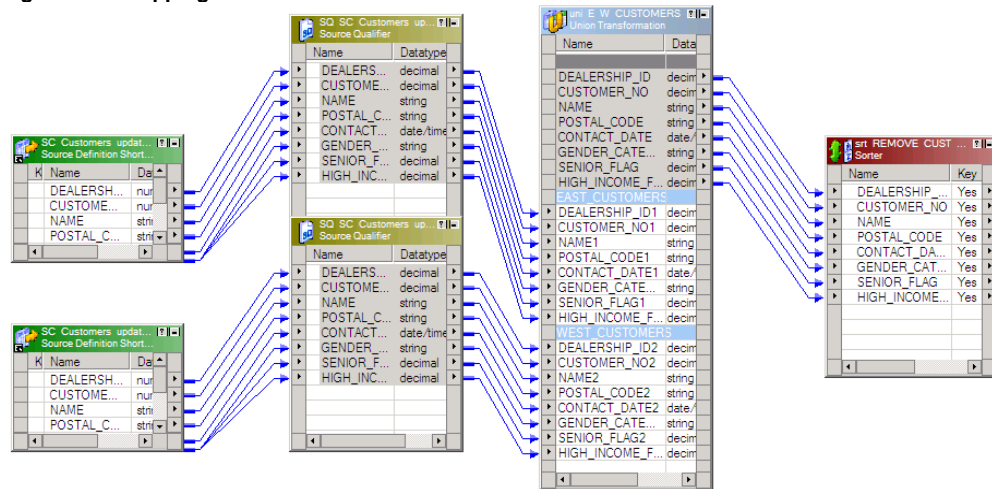 SC Customers updat...
Source Definition Short...
K Name Da
DEALERSH... nur
CUSTOME... nur
NAME strin
POSTAL_C... strin
SC Customers updat...
Source Definition Short...
K Name Da
DEALERSH... nur
CUSTOME... nur
NAME strin
POSTAL_C... strin
SQ SC Customers up...
Source Qualifier
Name Datatype
DEALERS... decimal
CUSTOME... decimal
NAME string
POSTAL_C... string
CONTACT... date/time
GENDER_... string
SENIOR_F... decimal
HIGH_INC... decimal
SQ SC Customers up...
Source Qualifier
Name Datatype
DEALERS... decimal
CUSTOME... decimal
NAME string
POSTAL_C... string
CONTACT... date/time
GENDER_... string
SENIOR_F... decimal
HIGH_INC... decimal
uni E W CUSTOMERS
Union Transformation
Name Data
DEALERSHIP_ID decim
CUSTOMER_NO decim
NAME string
POSTAL_CODE string
CONTACT_DATE date/
GENDER_CATE... string
SENIOR_FLAG decim
HIGH_INCOME_F... decim
EAST_CUSTOMERS
DEALERSHIP_ID1 decim
CUSTOMER_NO1 decim
NAME1 string
POSTAL_CODE1 string
CONTACT_DATE1 date/
GENDER_CATE... string
SENIOR_FLAG1 decim
HIGH_INCOME_F... decim
WEST_CUSTOMERS
DEALERSHIP_ID2 decim
CUSTOMER_NO2 decim
NAME2 string
POSTAL_CODE2 string
CONTACT_DATE2 date/
GENDER_CATE... string
SENIOR_FLAG2 decim
HIGH_INCOME_F... decim
srt REMOVE CUST ...
Sorter
Name Key
DEALERSHIP_... Yes
CUSTOMER_NO Yes
NAME Yes
POSTAL_CODE Yes
CONTACT_DA... Yes
GENDER_CAT... Yes
SENIOR_FLAG Yes
HIGH_INCOME... Yes